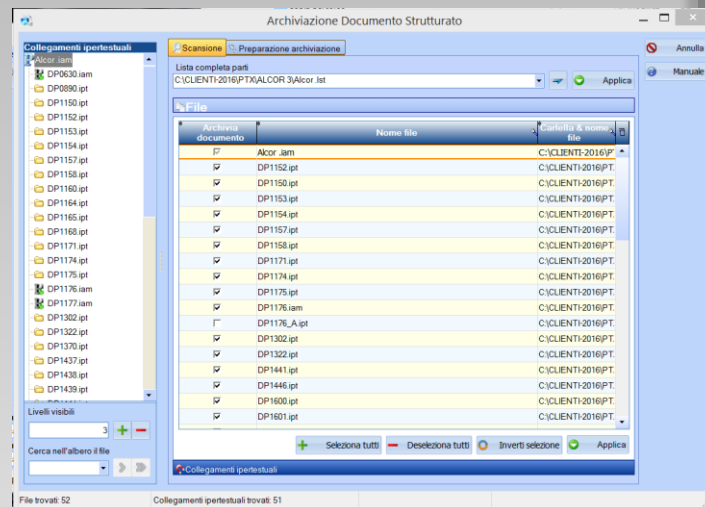 Archiviazione Documento Strutturato
Collegamenti ipertestuali
Alcor .iam
DP0630.iam
DP0890.ipt
DP1150.ipt
DP1152.ipt
DP1153.ipt
DP1154.ipt
DP1157.ipt
DP1158.ipt
DP1160.ipt
DP1164.ipt
DP1165.ipt
DP1168.ipt
DP1171.ipt
DP1174.ipt
DP1175.ipt
DP1176.iam
DP1177.iam
DP1302.ipt
DP1322.ipt
DP1370.ipt
DP1437.ipt
DP1438.ipt
DP1439.ipt
Livelli visibili
3
Cerca nell'albero il file
Scansione
Preparazione archiviazione
Lista completa parti
C:\CLIENTI-2016\PTX\ALCOR 3\Alcor .lst
Applica
File
Archivia documento
Nome file
Cartella & nome file
Alcor .iam C:\CLIENTI-2016\P
DP1152.ipt C:\CLIENTI-2016\PT.
DP1150.ipt C:\CLIENTI-2016\PT.
DP1153.ipt C:\CLIENTI-2016\PT.
DP1154.ipt C:\CLIENTI-2016\PT.
DP1157.ipt C:\CLIENTI-2016\PT.
DP1158.ipt C:\CLIENTI-2016\PT.
DP1171.ipt C:\CLIENTI-2016\PT.
DP1174.ipt C:\CLIENTI-2016\PT.
DP1175.ipt C:\CLIENTI-2016\PT.
DP1176.iam C:\CLIENTI-2016\PT.
DP1176_A.ipt C:\CLIENTI-2016\PT.
DP1302.ipt C:\CLIENTI-2016\PT.
DP1322.ipt C:\CLIENTI-2016\PT.
DP1441.ipt C:\CLIENTI-2016\PT.
DP1446.ipt C:\CLIENTI-2016\PT.
DP1600.ipt C:\CLIENTI-2016\PT.
DP1601.ipt C:\CLIENTI-2016\PT.
Seleziona tutti
Deseleziona tutti
Inverti selezione
Applica
Collegamenti ipertestuali
Annulla
Manuale
File trovati: 52
Collegamenti ipertestuali trovati: 51